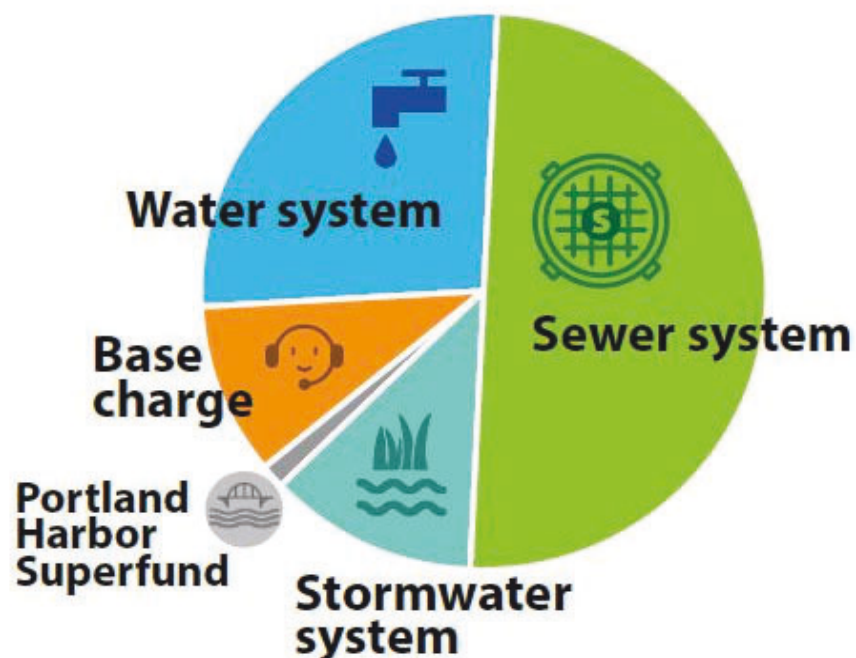 Water system
S
Sewer system
Base
charge
Portland
Harbor
Superfund
Stormwater
system